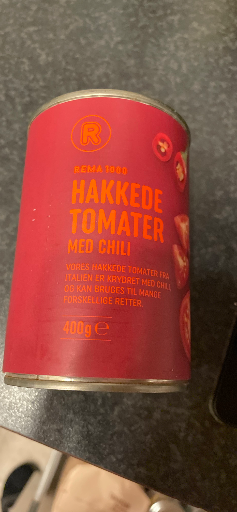 R
REMA 1000
HAKKEDE
TOMATER
MED CHILI
VORES HAKKEDE TOMATER FRA
ITALIEN ER KRYDRET MED CHILI
OG KAN BRUGES TIL MANGE
FORSKELLIGE RETTER.
400g ℮